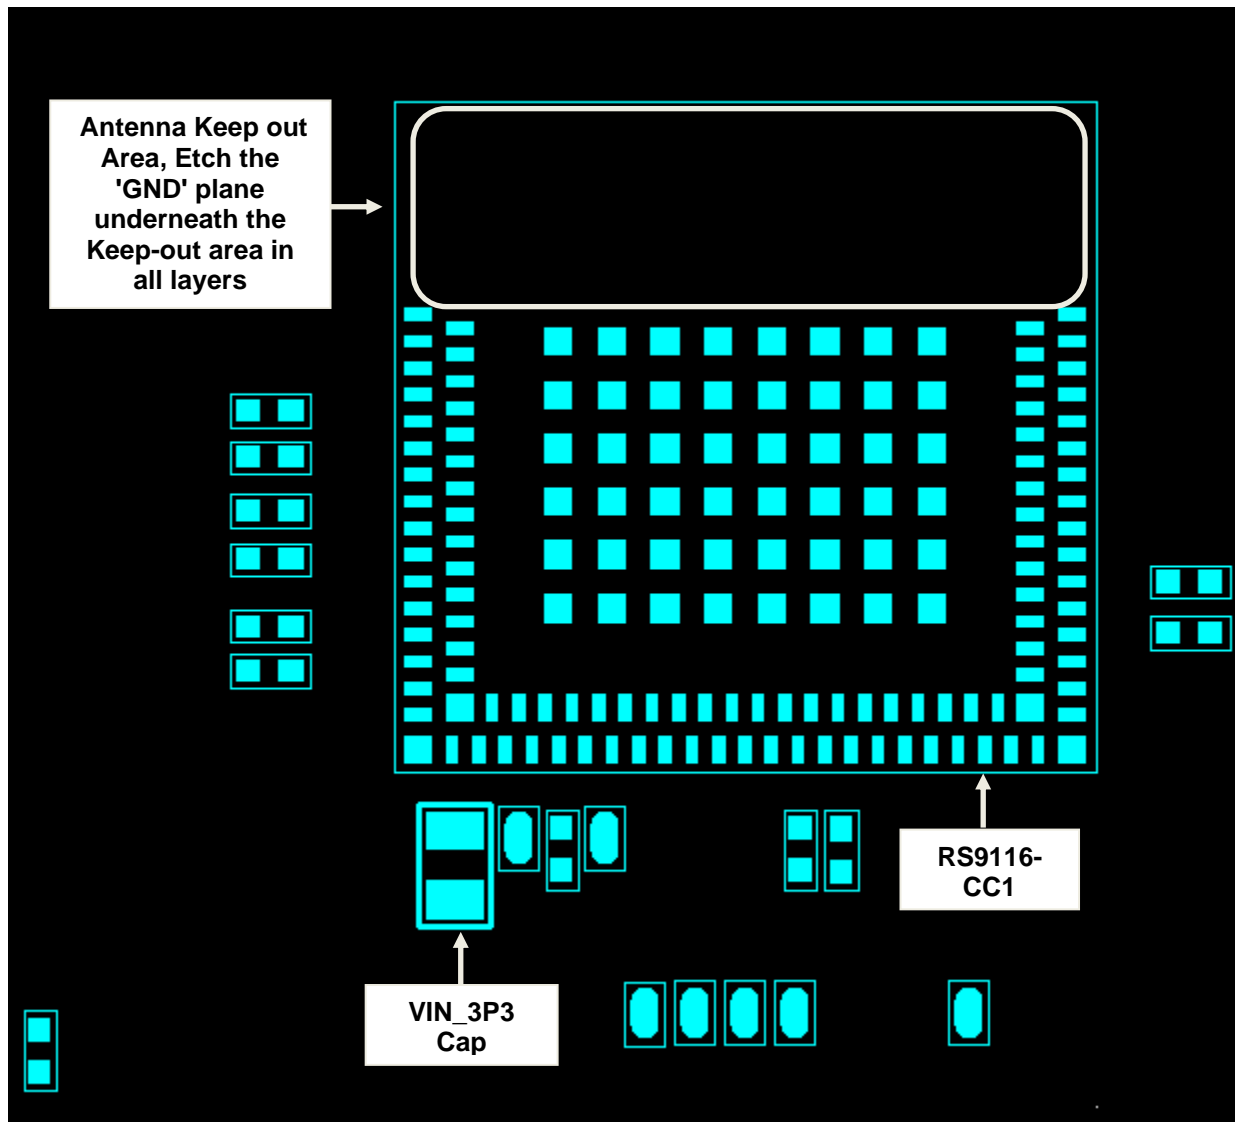 Antenna Keep out
Area, Etch the
'GND' plane
underneath the
Keep-out area in
all layers
RS9116-
CC1
VIN_3P3
Cap